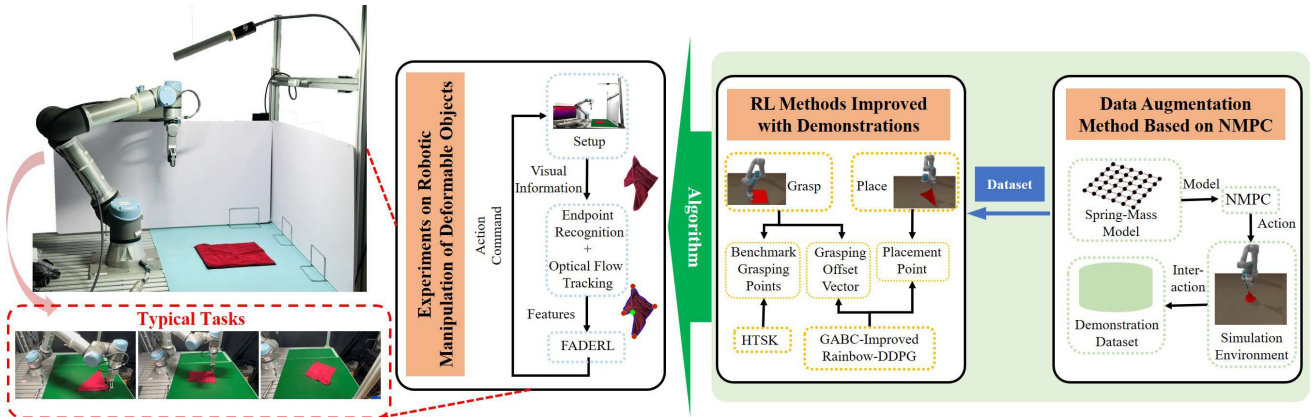 Typical Tasks
Experiments on Robotic
Manipulation of Deformable Objects
Setup
Visual
Information
Action
Command
Endpoint
Recognition
+
Optical Flow
Tracking
Features
FADERL
Algorithm
RL Methods Improved
with Demonstrations
Grasp
Place
Benchmark
Grasping
Points
Grasping
Offset
Vector
Placement
Point
HTSK
GABC-Improved
Rainbow-DDPG
Dataset
Data Augmentation
Method Based on NMPC
Spring-Mass
Model
Model
NMPC
Action
Inter-
action
Demonstration
Dataset
Simulation
Environment